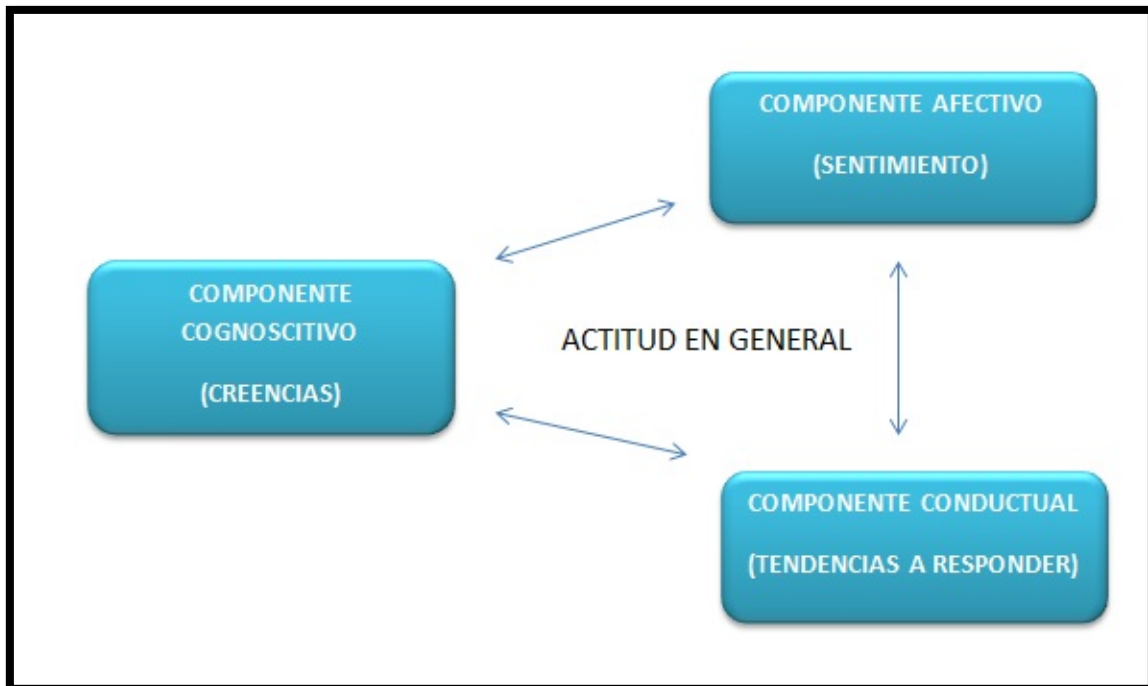 COMPONENTE AFECTIVO
(SENTIMIENTO)
COMPONENTE
COGNOSCITIVO
(CREENCIAS)
ACTITUD EN GENERAL
COMPONENTE CONDUCTUAL
(TENDENCIAS A RESPONDER)